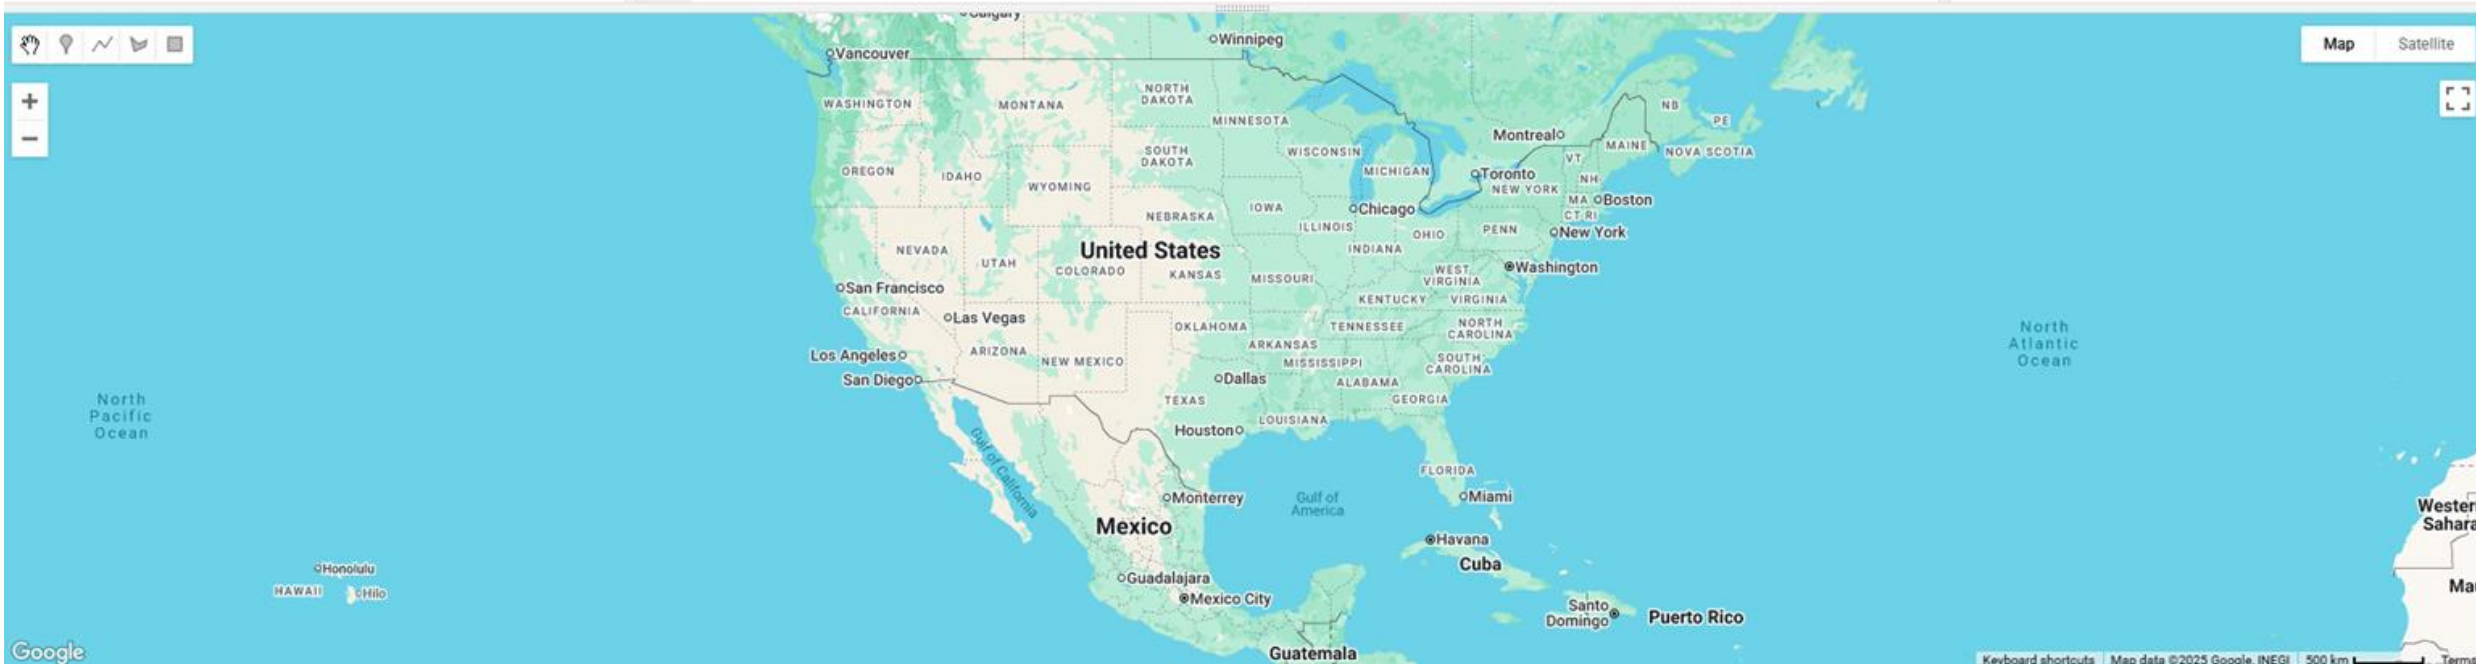 Calgary
Winnipeg
Vancouver
Map
Satellite
WASHINGTON
MONTANA
NORTH
DAKOTA
MINNESOTA
NB
PE
Montreal
MAINE
NOVA SCOTIA
VT
OREGON
IDAHO
WYOMING
SOUTH
DAKOTA
WISCONSIN
MICHIGAN
Toronto
NEW YORK
NH
MA
Boston
CT RI
NEBRASKA
IOWA
Chicago
ILLINOIS
INDIANA
OHIO
PENN
New York
NEVADA
UTAH
COLORADO
United States
KANSAS
MISSOURI
WEST
VIRGINIA
Washington
KENTUCKY
VIRGINIA
San Francisco
CALIFORNIA
Las Vegas
OKLAHOMA
TENNESSEE
NORTH
CAROLINA
Los Angeles
ARIZONA
NEW MEXICO
ARKANSAS
MISSISSIPPI
SOUTH
CAROLINA
San Diego
Dallas
ALABAMA
TEXAS
GEORGIA
LOUISIANA
Houston
North
Pacific
Ocean
North
Atlantic
Ocean
Gulf of California
FLORIDA
Monterrey
Gulf of
America
Miami
Mexico
Havana
Cuba
Western
Sahara
Honolulu
HAWAII
Hilo
Guadalajara
Mexico City
Santo
Domingo
Puerto Rico
Mau
Guatemala
Google
Keyboard shortcuts
Map data ©2025 Google, INEGI
500 km
Terms